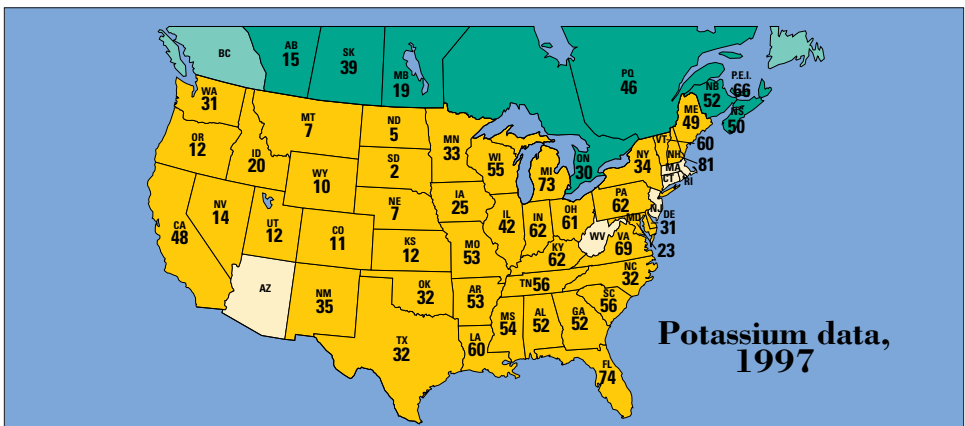 BC
AB
15
SK
39
MB
19
PQ
46
NB
52
P.E.I.
66
NS
50
ON
30
WA
31
MT
7
ND
5
MN
33
ME
49
VT
60
NH
81
MA
CT
RI
OR
12
ID
20
WY
10
SD
2
WI
55
MI
73
NY
34
NV
14
UT
12
CO
11
NE
7
IA
25
IL
42
IN
62
OH
61
PA
62
NJ
MD
DE
31
23
CA
48
KS
12
MO
53
KY
62
WV
VA
69
AZ
NM
35
OK
32
AR
53
TN 56
NC
32
SC
56
TX
32
LA
60
MS
54
AL
52
GA
52
FL
74
Potassium data,
1997